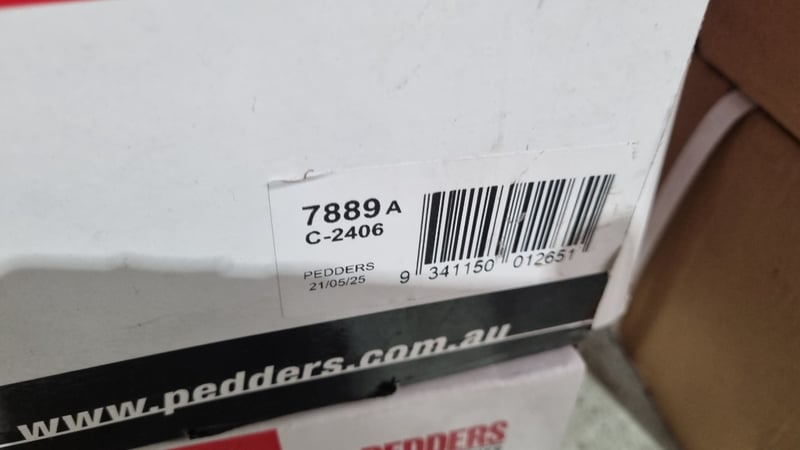 7889 A
C-2406
PEDDERS
21/05/25
9 341150 012651
www.pedders.com.au
PEDDERS